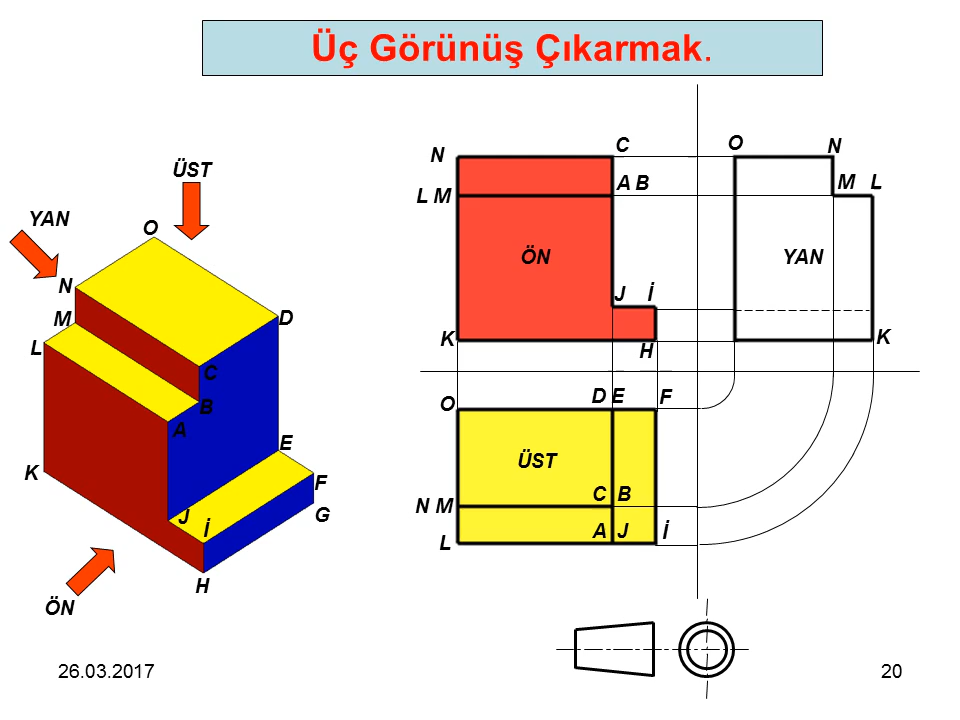 Üç Görünüş Çıkarmak.
ÜST
YAN
O
N
M
D
L
C
B
A
E
K
F
J
G
İ
H
ÖN
N
C
L M
A B
ÖN
J İ
K
H
O
N
M L
YAN
K
O
D E
F
ÜST
C B
N M
A J
İ
L
26.03.2017
20